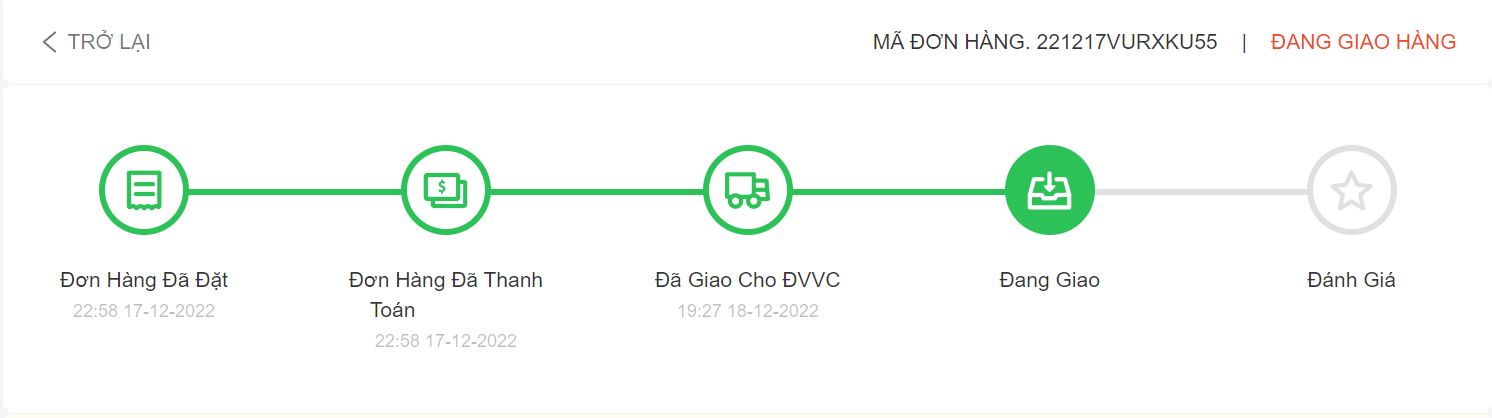 TRỞ LẠI
MÃ ĐƠN HÀNG. 221217VURXKU55 | ĐANG GIAO HÀNG
$
Đơn Hàng Đã Đặt
22:58 17-12-2022
Đơn Hàng Đã Thanh
Toán
22:58 17-12-2022
Đã Giao Cho ĐVVC
19:27 18-12-2022
Đang Giao
Đánh Giá